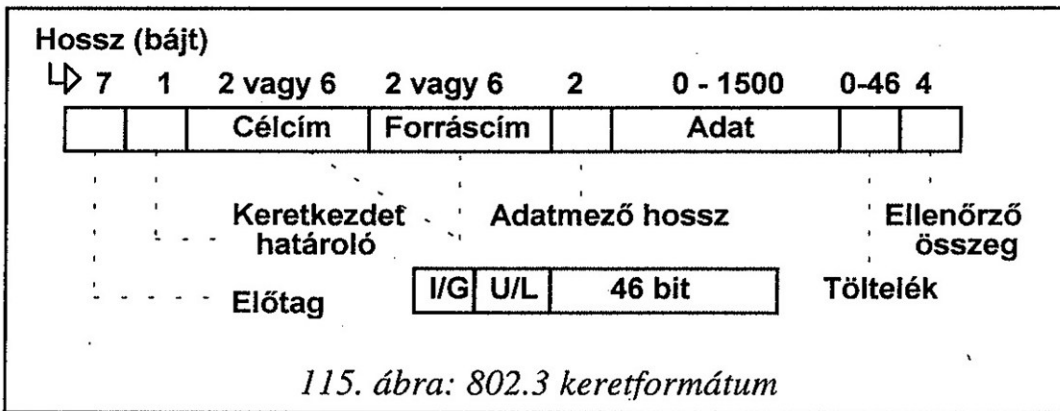 Hossz (bájt)
7 1 2 vagy 6 2 vagy 6 2 0 - 1500 0-46 4
Célcím Forráscím Adat
Keretkezdet határoló
Adatmező hossz
Ellenőrző összeg
Előtag
I/G U/L 46 bit
Töltelék
115. ábra: 802.3 keretformátum